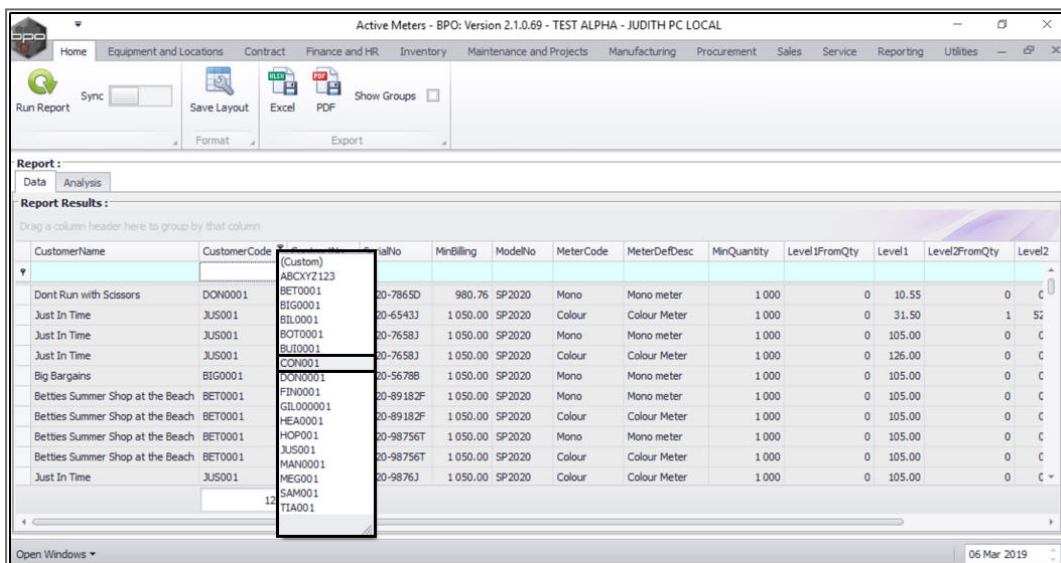 Active Meters - BPO: Version 2.1.0.69 - TEST ALPHA - JUDITH PC LOCAL
Home Equipment and Locations Contract Finance and HR Inventory Maintenance and Projects Manufacturing Procurement Sales Service Reporting Utilities
Run Report Sync Save Layout Excel PDF Show Groups
Format Export
Report :
Data Analysis
Report Results :
Drag a column header here to group by that column
CustomerName CustomerCode MinBilling ModelNo MeterCode MeterDefDesc MinQuantity Level1FromQty Level1 Level2FromQty Level2
(Custom)
ABCXYZ123
BET0001
BIG0001
BIL0001
BOT0001
BUI0001
CON001
DON0001
FIN0001
GIL000001
HEA0001
HOP001
JUS001
MAN0001
MEG001
SAM001
TIA001
Dont Run with Scissors DON0001 20-7865D 980.76 SP2020 Mono Mono meter 1 000 0 10.55 0
Just In Time JUS001 20-6543J 1 050.00 SP2020 Colour Colour Meter 1 000 0 31.50 1 52
Just In Time JUS001 20-7658J 1 050.00 SP2020 Mono Mono meter 1 000 0 105.00 0
Just In Time JUS001 20-7658J 1 050.00 SP2020 Colour Colour Meter 1 000 0 126.00 0
Big Bargains BIG0001 20-5678B 1 050.00 SP2020 Mono Mono meter 1 000 0 105.00 0
Betties Summer Shop at the Beach BET0001 20-89182F 1 050.00 SP2020 Mono Mono meter 1 000 0 105.00 0
Betties Summer Shop at the Beach BET0001 20-89182F 1 050.00 SP2020 Colour Colour Meter 1 000 0 105.00 0
Betties Summer Shop at the Beach BET0001 20-98756T 1 050.00 SP2020 Mono Mono meter 1 000 0 105.00 0
Betties Summer Shop at the Beach BET0001 20-98756T 1 050.00 SP2020 Colour Colour Meter 1 000 0 105.00 0
Just In Time JUS001 20-9876J 1 050.00 SP2020 Colour Colour Meter 1 000 0 105.00 0
12
Open Windows 06 Mar 2019